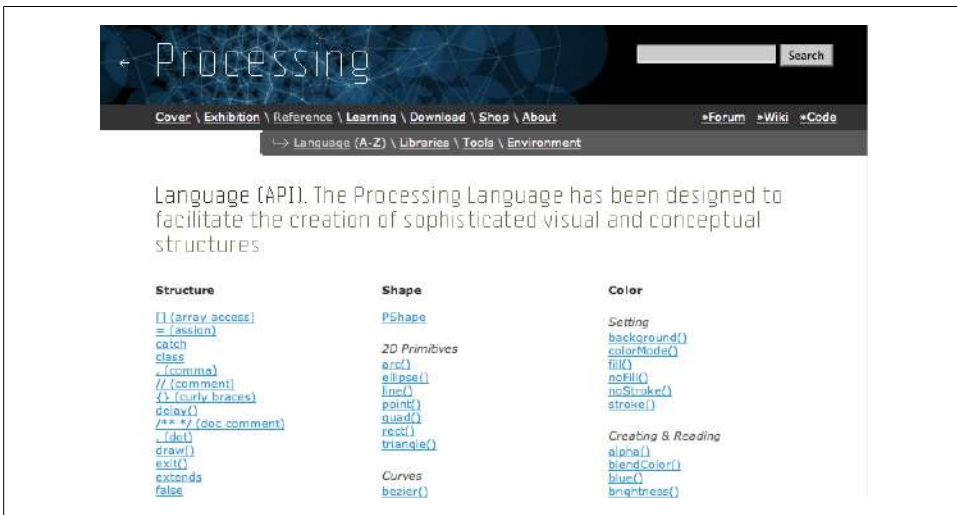 ← Processing
Search
Cover \ Exhibition \ Reference \ Learning \ Download \ Shop \ About
»Forum »Wiki »Code
↳ Language (A-Z) \ Libraries \ Tools \ Environment
Language (API). The Processing Language has been designed to
facilitate the creation of sophisticated visual and conceptual
structures
Structure
[] (array access)
= (assign)
catch
class
, (comma)
// (comment)
{} (curly braces)
delay()
/** */ (doc comment)
. (dot)
draw()
exit()
extends
false
Shape
PShape
2D Primitives
arc()
ellipse()
line()
point()
quad()
rect()
triangle()
Curves
bezier()
Color
Setting
background()
colorMode()
fill()
noFill()
noStroke()
stroke()
Creating & Reading
alpha()
blendColor()
blue()
brightness()